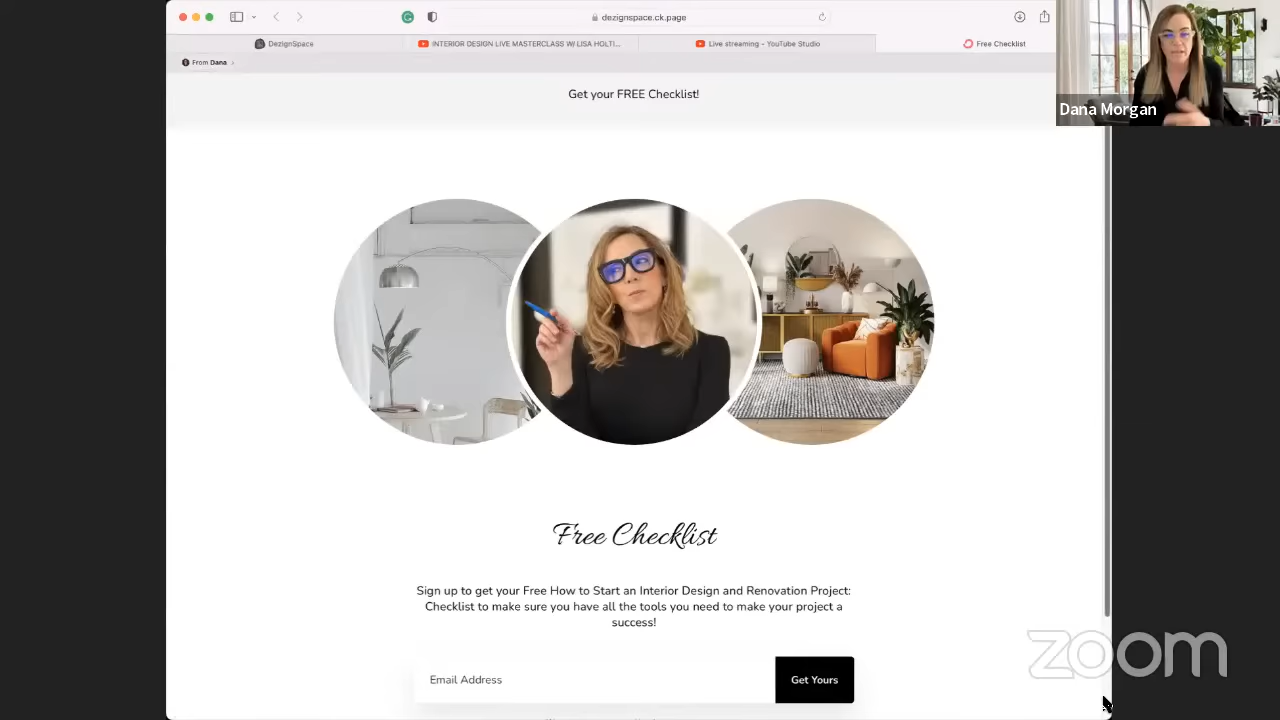 dezignspace.ck.page
DezignSpace
INTERIOR DESIGN LIVE MASTERCLASS W/ LISA HOLTI...
Live streaming - YouTube Studio
Free Checklist
From Dana
Get your FREE Checklist!
Dana Morgan
Free Checklist
Sign up to get your Free How to Start an Interior Design and Renovation Project:
Checklist to make sure you have all the tools you need to make your project a
success!
Email Address
Get Yours
zoom